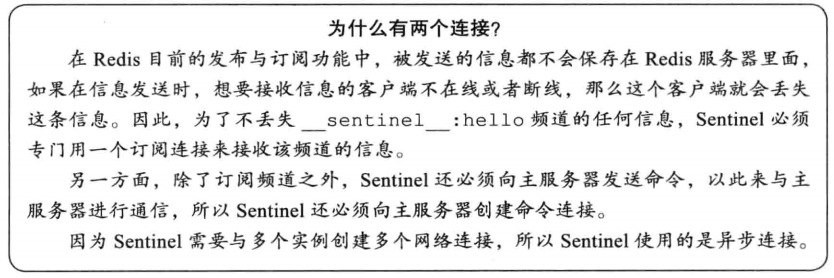 为什么有两个连接？
在 Redis 目前的发布与订阅功能中，被发送的信息都不会保存在 Redis 服务器里面，
如果在信息发送时，想要接收信息的客户端不在线或者断线，那么这个客户端就会丢失
这条信息。因此，为了不丢失 __sentinel__:hello 频道的任何信息，Sentinel 必须
专门用一个订阅连接来接收该频道的信息。
另一方面，除了订阅频道之外，Sentinel 还必须向主服务器发送命令，以此来与主
服务器进行通信，所以 Sentinel 还必须向主服务器创建命令连接。
因为 Sentinel 需要与多个实例创建多个网络连接，所以 Sentinel 使用的是异步连接。